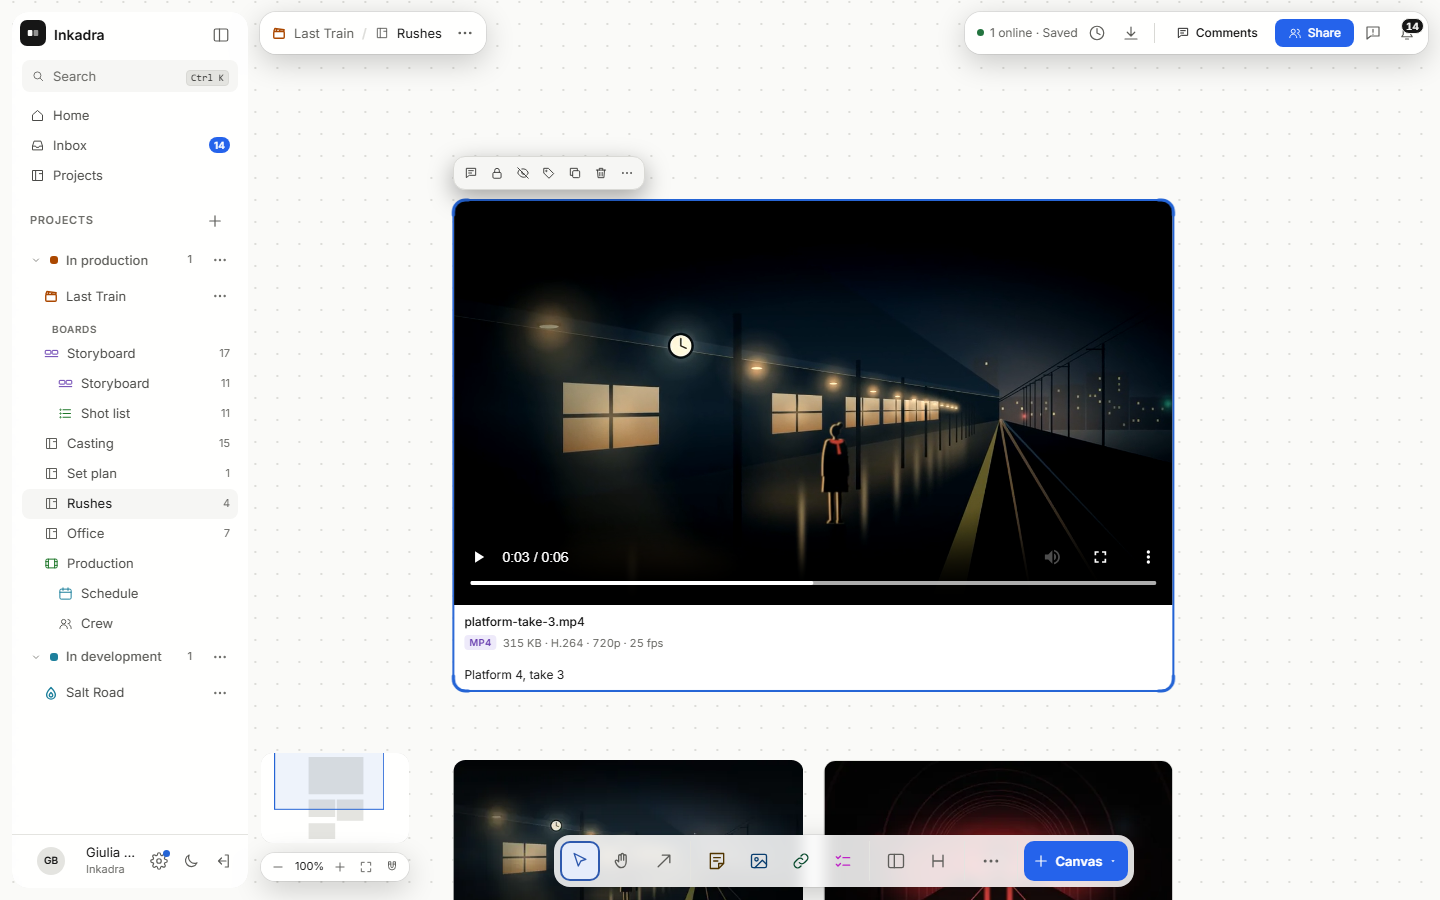 Inkadra
Search
Ctrl K
Home
Inbox
14
Projects
PROJECTS
In production
1
Last Train
BOARDS
Storyboard
17
Storyboard
11
Shot list
11
Casting
15
Set plan
1
Rushes
4
Office
7
Production
Schedule
Crew
In development
1
Salt Road
GB
Giulia ...
Inkadra
Last Train / Rushes
1 online · Saved
Comments
Share
14
0:03 / 0:06
platform-take-3.mp4
MP4
315 KB · H.264 · 720p · 25 fps
Platform 4, take 3
100%
Canvas